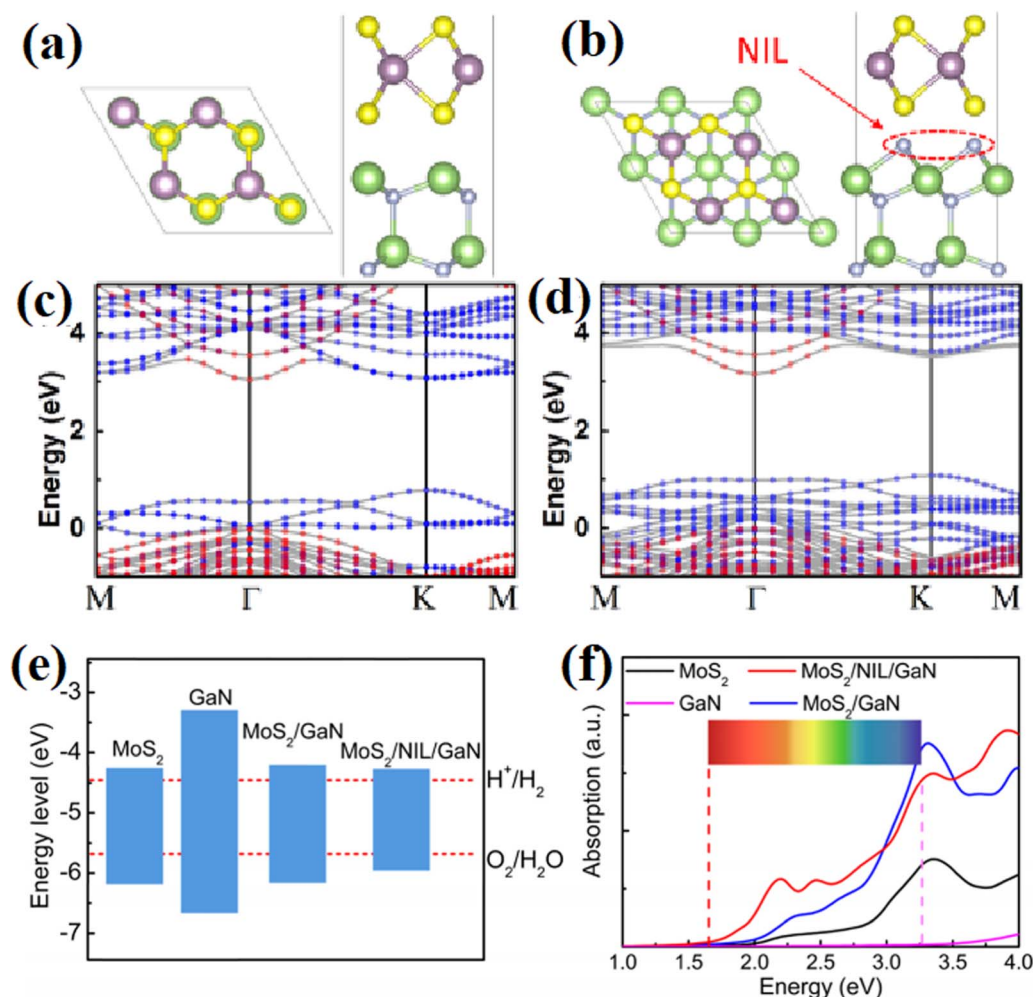 (a)
(b)
NIL
(c)
4
2
0
Energy (eV)
M Γ K M
(d)
4
2
0
Energy (eV)
M Γ K M
(e)
-3
-4
-5
-6
-7
Energy level (eV)
MoS2
GaN
MoS2/GaN
MoS2/NIL/GaN
H+/H2
O2/H2O
(f)
MoS2 MoS2/NIL/GaN
GaN MoS2/GaN
Absorption (a.u.)
1.0 1.5 2.0 2.5 3.0 3.5 4.0
Energy (eV)